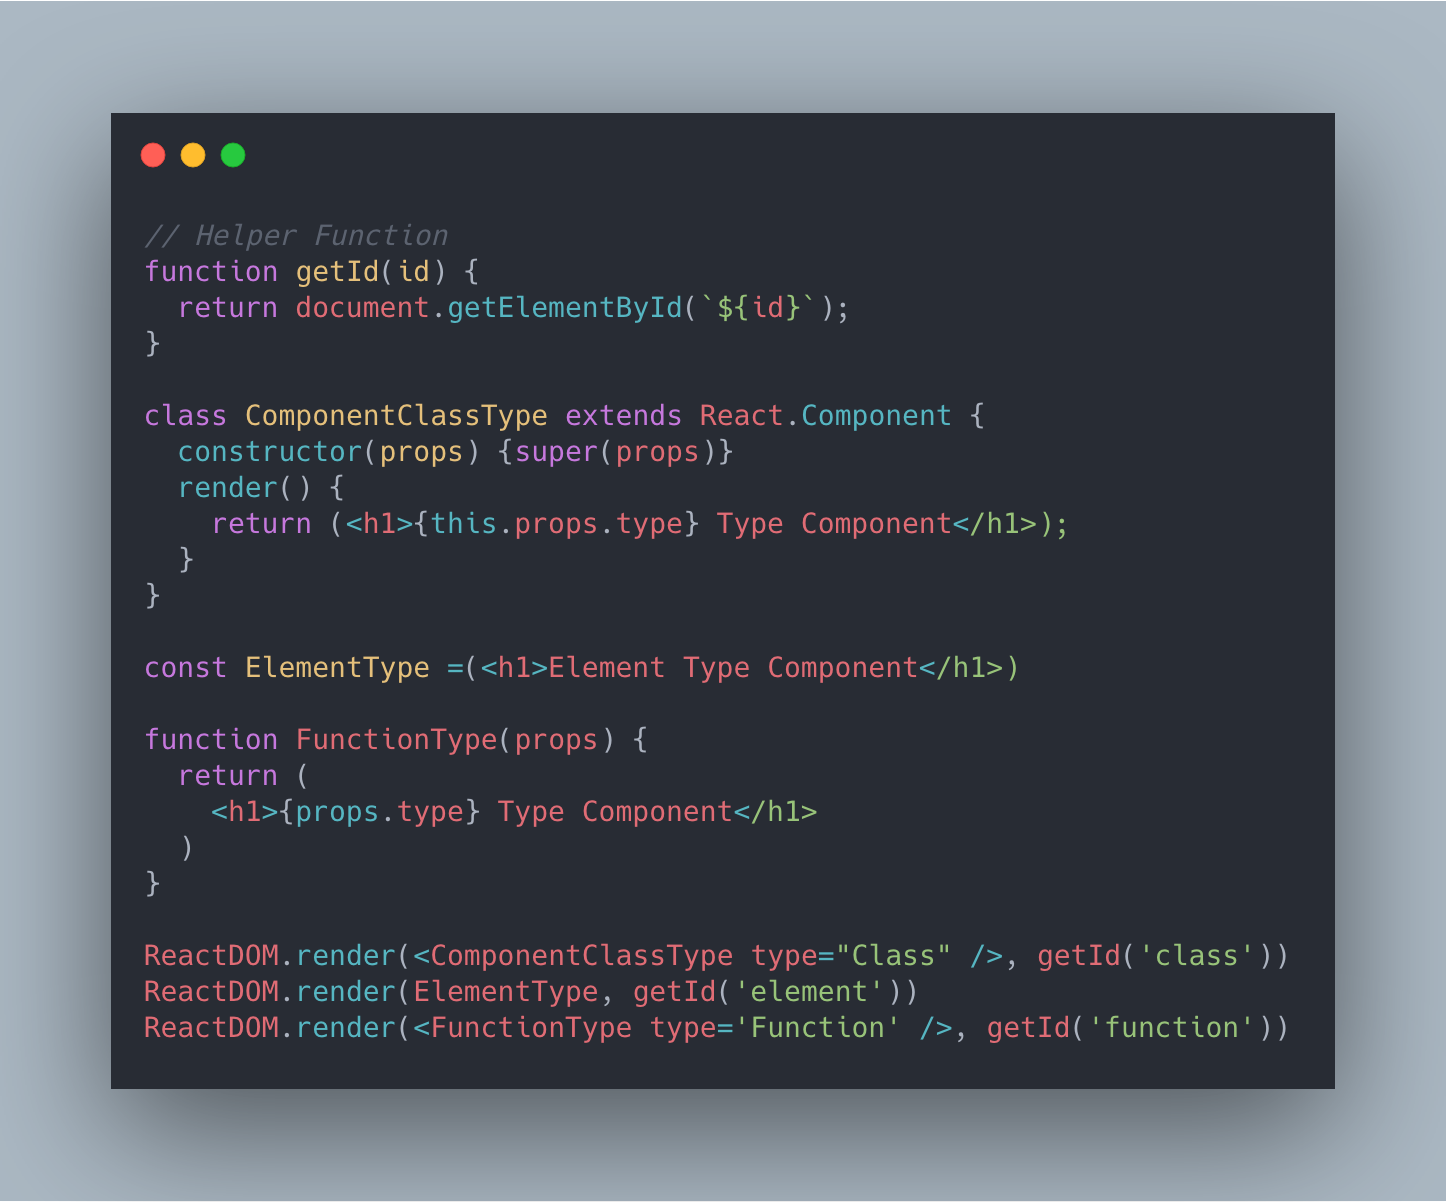 // Helper Function
function getId(id) {
  return document.getElementById(`${id}`);
}

class ComponentClassType extends React.Component {
  constructor(props) {super(props)}
  render() {
    return (<h1>{this.props.type} Type Component</h1>);
  }
}

const ElementType =(<h1>Element Type Component</h1>)

function FunctionType(props) {
  return (
    <h1>{props.type} Type Component</h1>
  )
}

ReactDOM.render(<ComponentClassType type="Class" />, getId('class'))
ReactDOM.render(ElementType, getId('element'))
ReactDOM.render(<FunctionType type='Function' />, getId('function'))